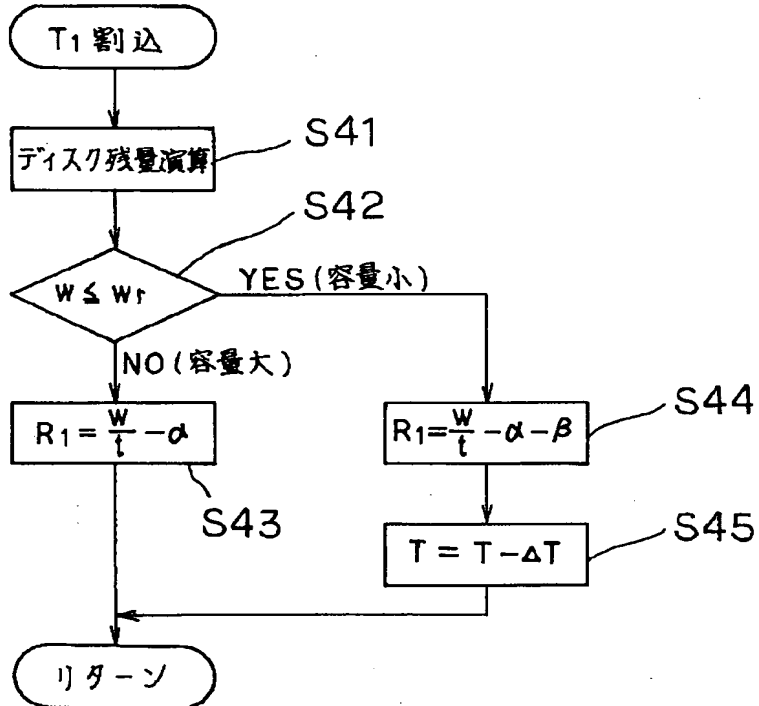 T1 割込
S41
ディスク残量演算
S42
W ≦ Wr
YES (容量小)
NO (容量大)
R1 = W/t - α
S43
R1 = W/t - α - β
S44
T = T - ΔT
S45
リターン